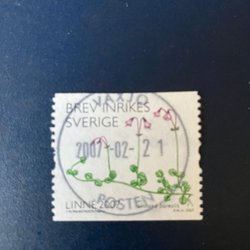 BREV INRIKES
SVERIGE
VÄXJÖ
2007-02-21
POSTEN
LINNÉ 2007